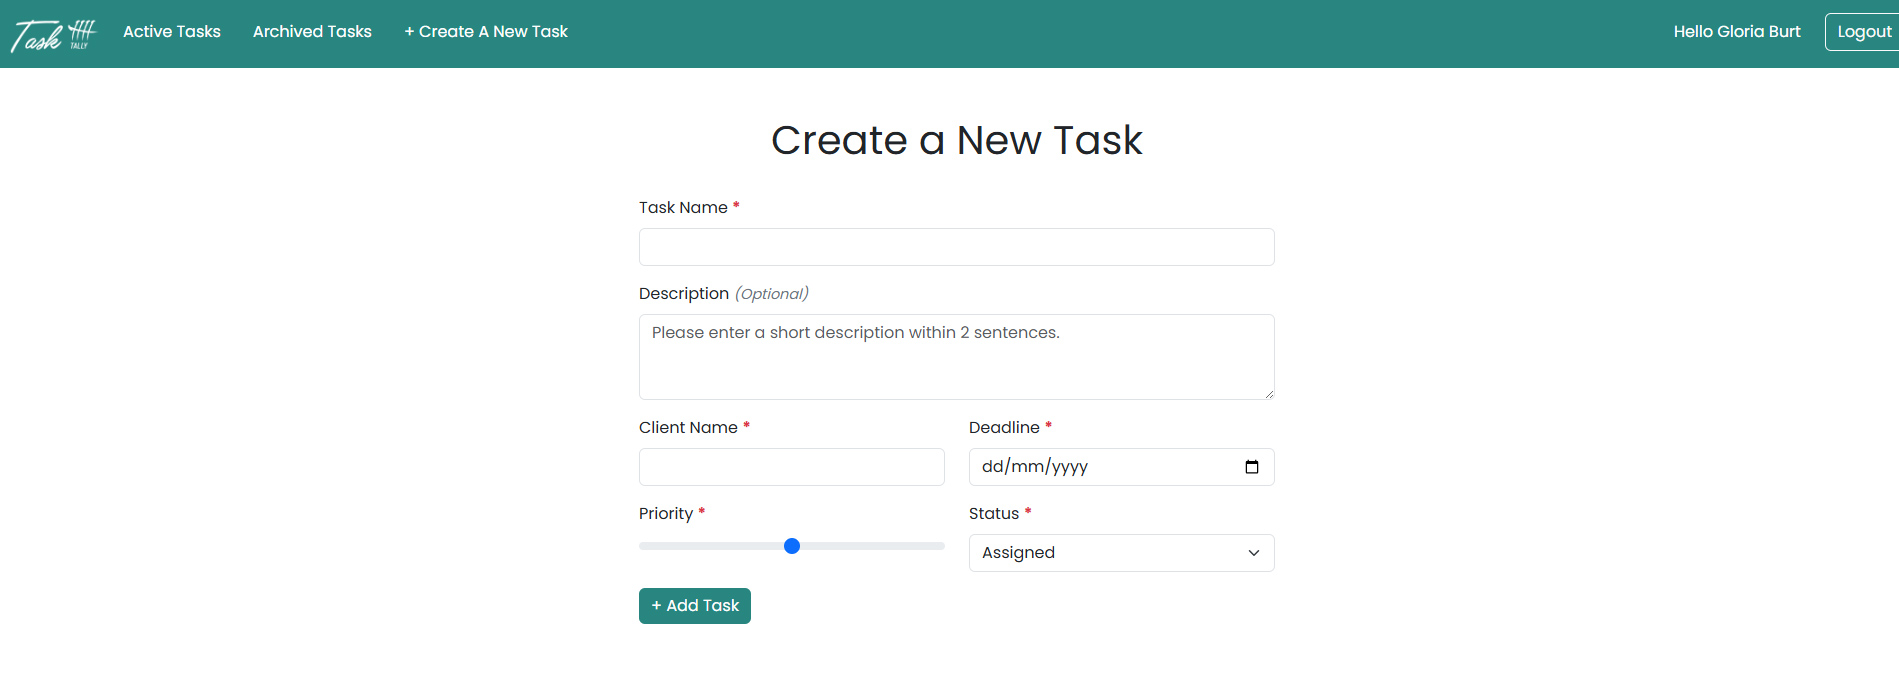 Task TALLY Active Tasks Archived Tasks + Create A New Task Hello Gloria Burt Logout
Create a New Task
Task Name *
Description (Optional)
Please enter a short description within 2 sentences.
Client Name * Deadline *
dd/mm/yyyy
Priority * Status *
Assigned
+ Add Task